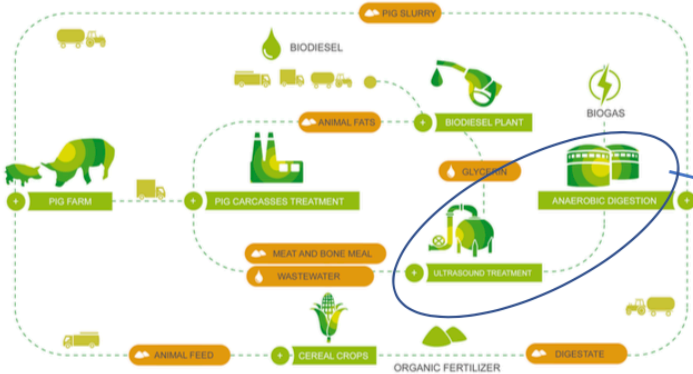 PIG SLURRY
BIODIESEL
BIOGAS
ANIMAL FATS
BIODIESEL PLANT
GLYCERIN
PIG FARM
PIG CARCASSES TREATMENT
ANAEROBIC DIGESTION
MEAT AND BONE MEAL
WASTEWATER
ULTRASOUND TREATMENT
ANIMAL FEED
CEREAL CROPS
ORGANIC FERTILIZER
DIGESTATE